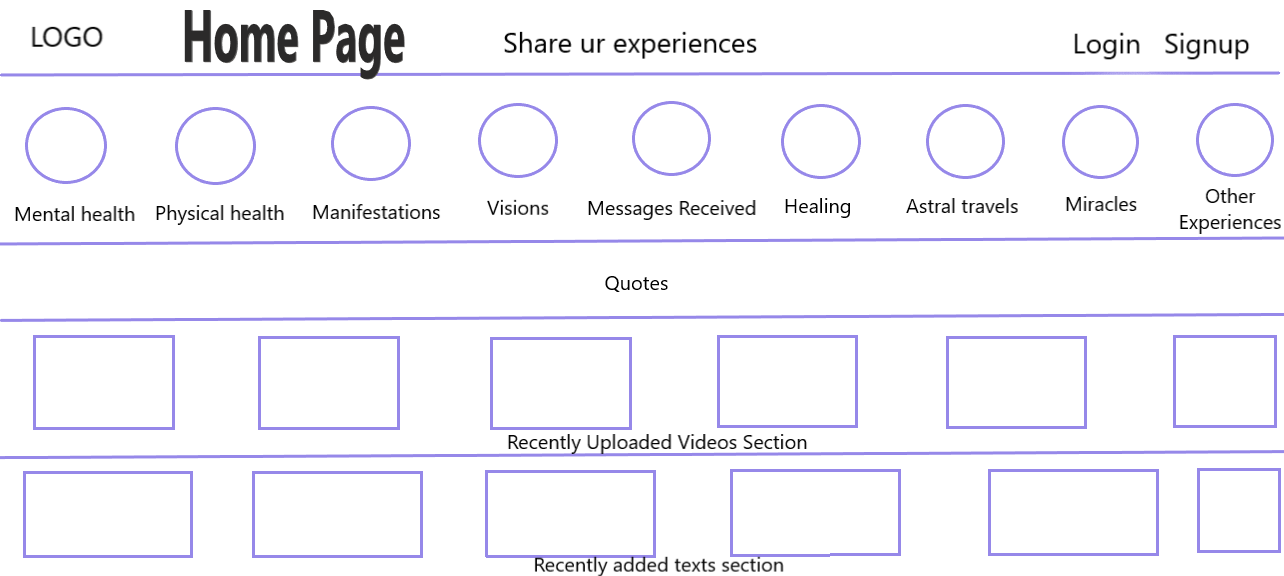 LOGO
Home Page
Share ur experiences
Login
Signup
Mental health
Physical health
Manifestations
Visions
Messages Received
Healing
Astral travels
Miracles
Other
Experiences
Quotes
Recently Uploaded Videos Section
Recently added texts section